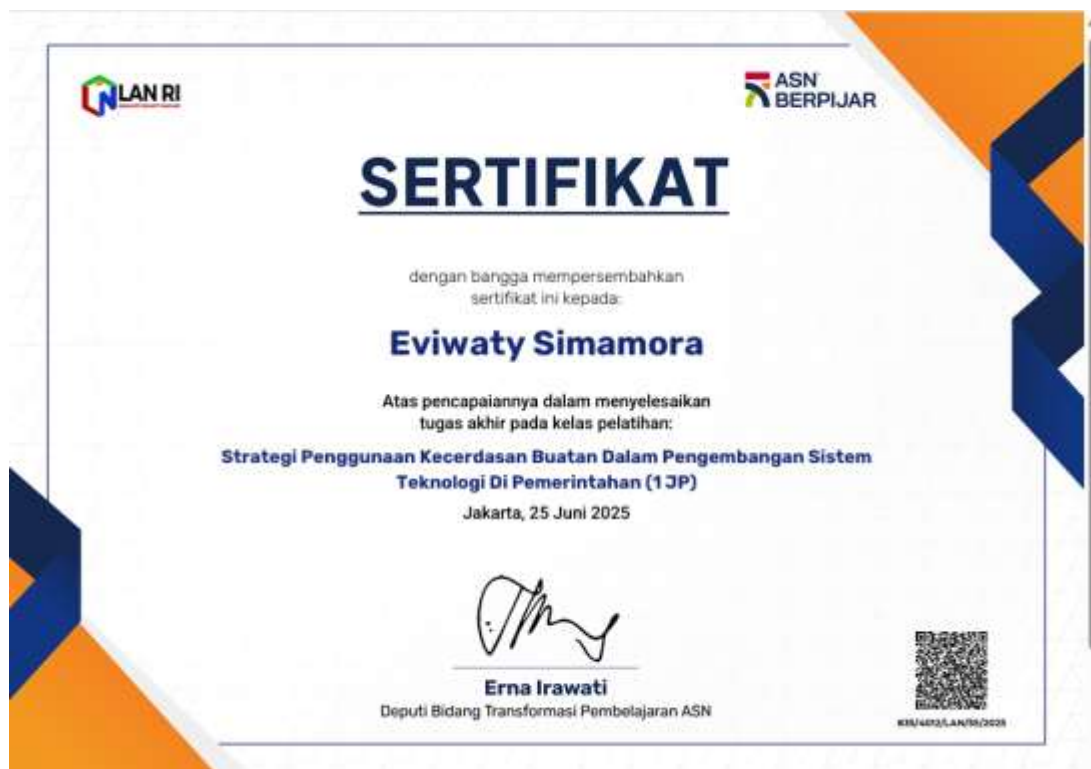 LAN RI
ASN
BERPIJAR
SERTIFIKAT
dengan bangga mempersembahkan
sertifikat ini kepada:
Eviwaty Simamora
Atas pencapaiannya dalam menyelesaikan
tugas akhir pada kelas pelatihan:
Strategi Penggunaan Kecerdasan Buatan Dalam Pengembangan Sistem
Teknologi Di Pemerintahan (1 JP)
Jakarta, 25 Juni 2025
Erna Irawati
Deputi Bidang Transformasi Pembelajaran ASN